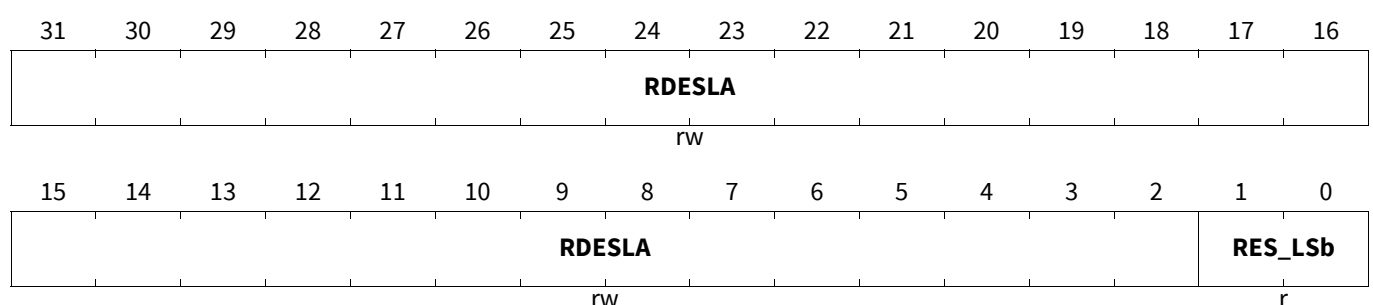 31 30 29 28 27 26 25 24 23 22 21 20 19 18 17 16
RDESLA
rw
15 14 13 12 11 10 9 8 7 6 5 4 3 2 1 0
RDESLA RES_LSb
rw r